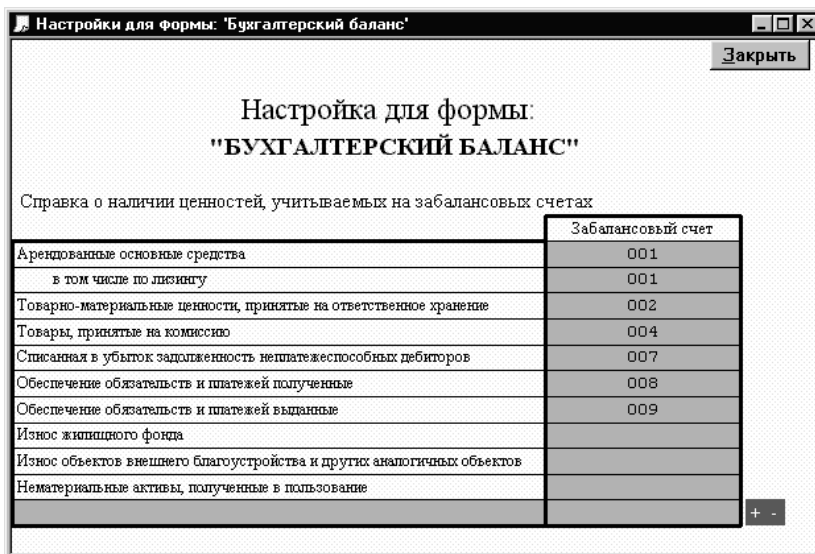 Настройки для формы: 'Бухгалтерский баланс'
Закрыть
Настройка для формы:
"БУХГАЛТЕРСКИЙ БАЛАНС"
Справка о наличии ценностей, учитываемых на забалансовых счетах
Забалансовый счет
Арендованные основные средства 001
в том числе по лизингу 001
Товарно-материальные ценности, принятые на ответственное хранение 002
Товары, принятые на комиссию 004
Списанная в убыток задолженность неплатежеспособных дебиторов 007
Обеспечение обязательств и платежей полученные 008
Обеспечение обязательств и платежей выданные 009
Износ жилищного фонда
Износ объектов внешнего благоустройства и других аналогичных объектов
Нематериальные активы, полученные в пользование
+ -